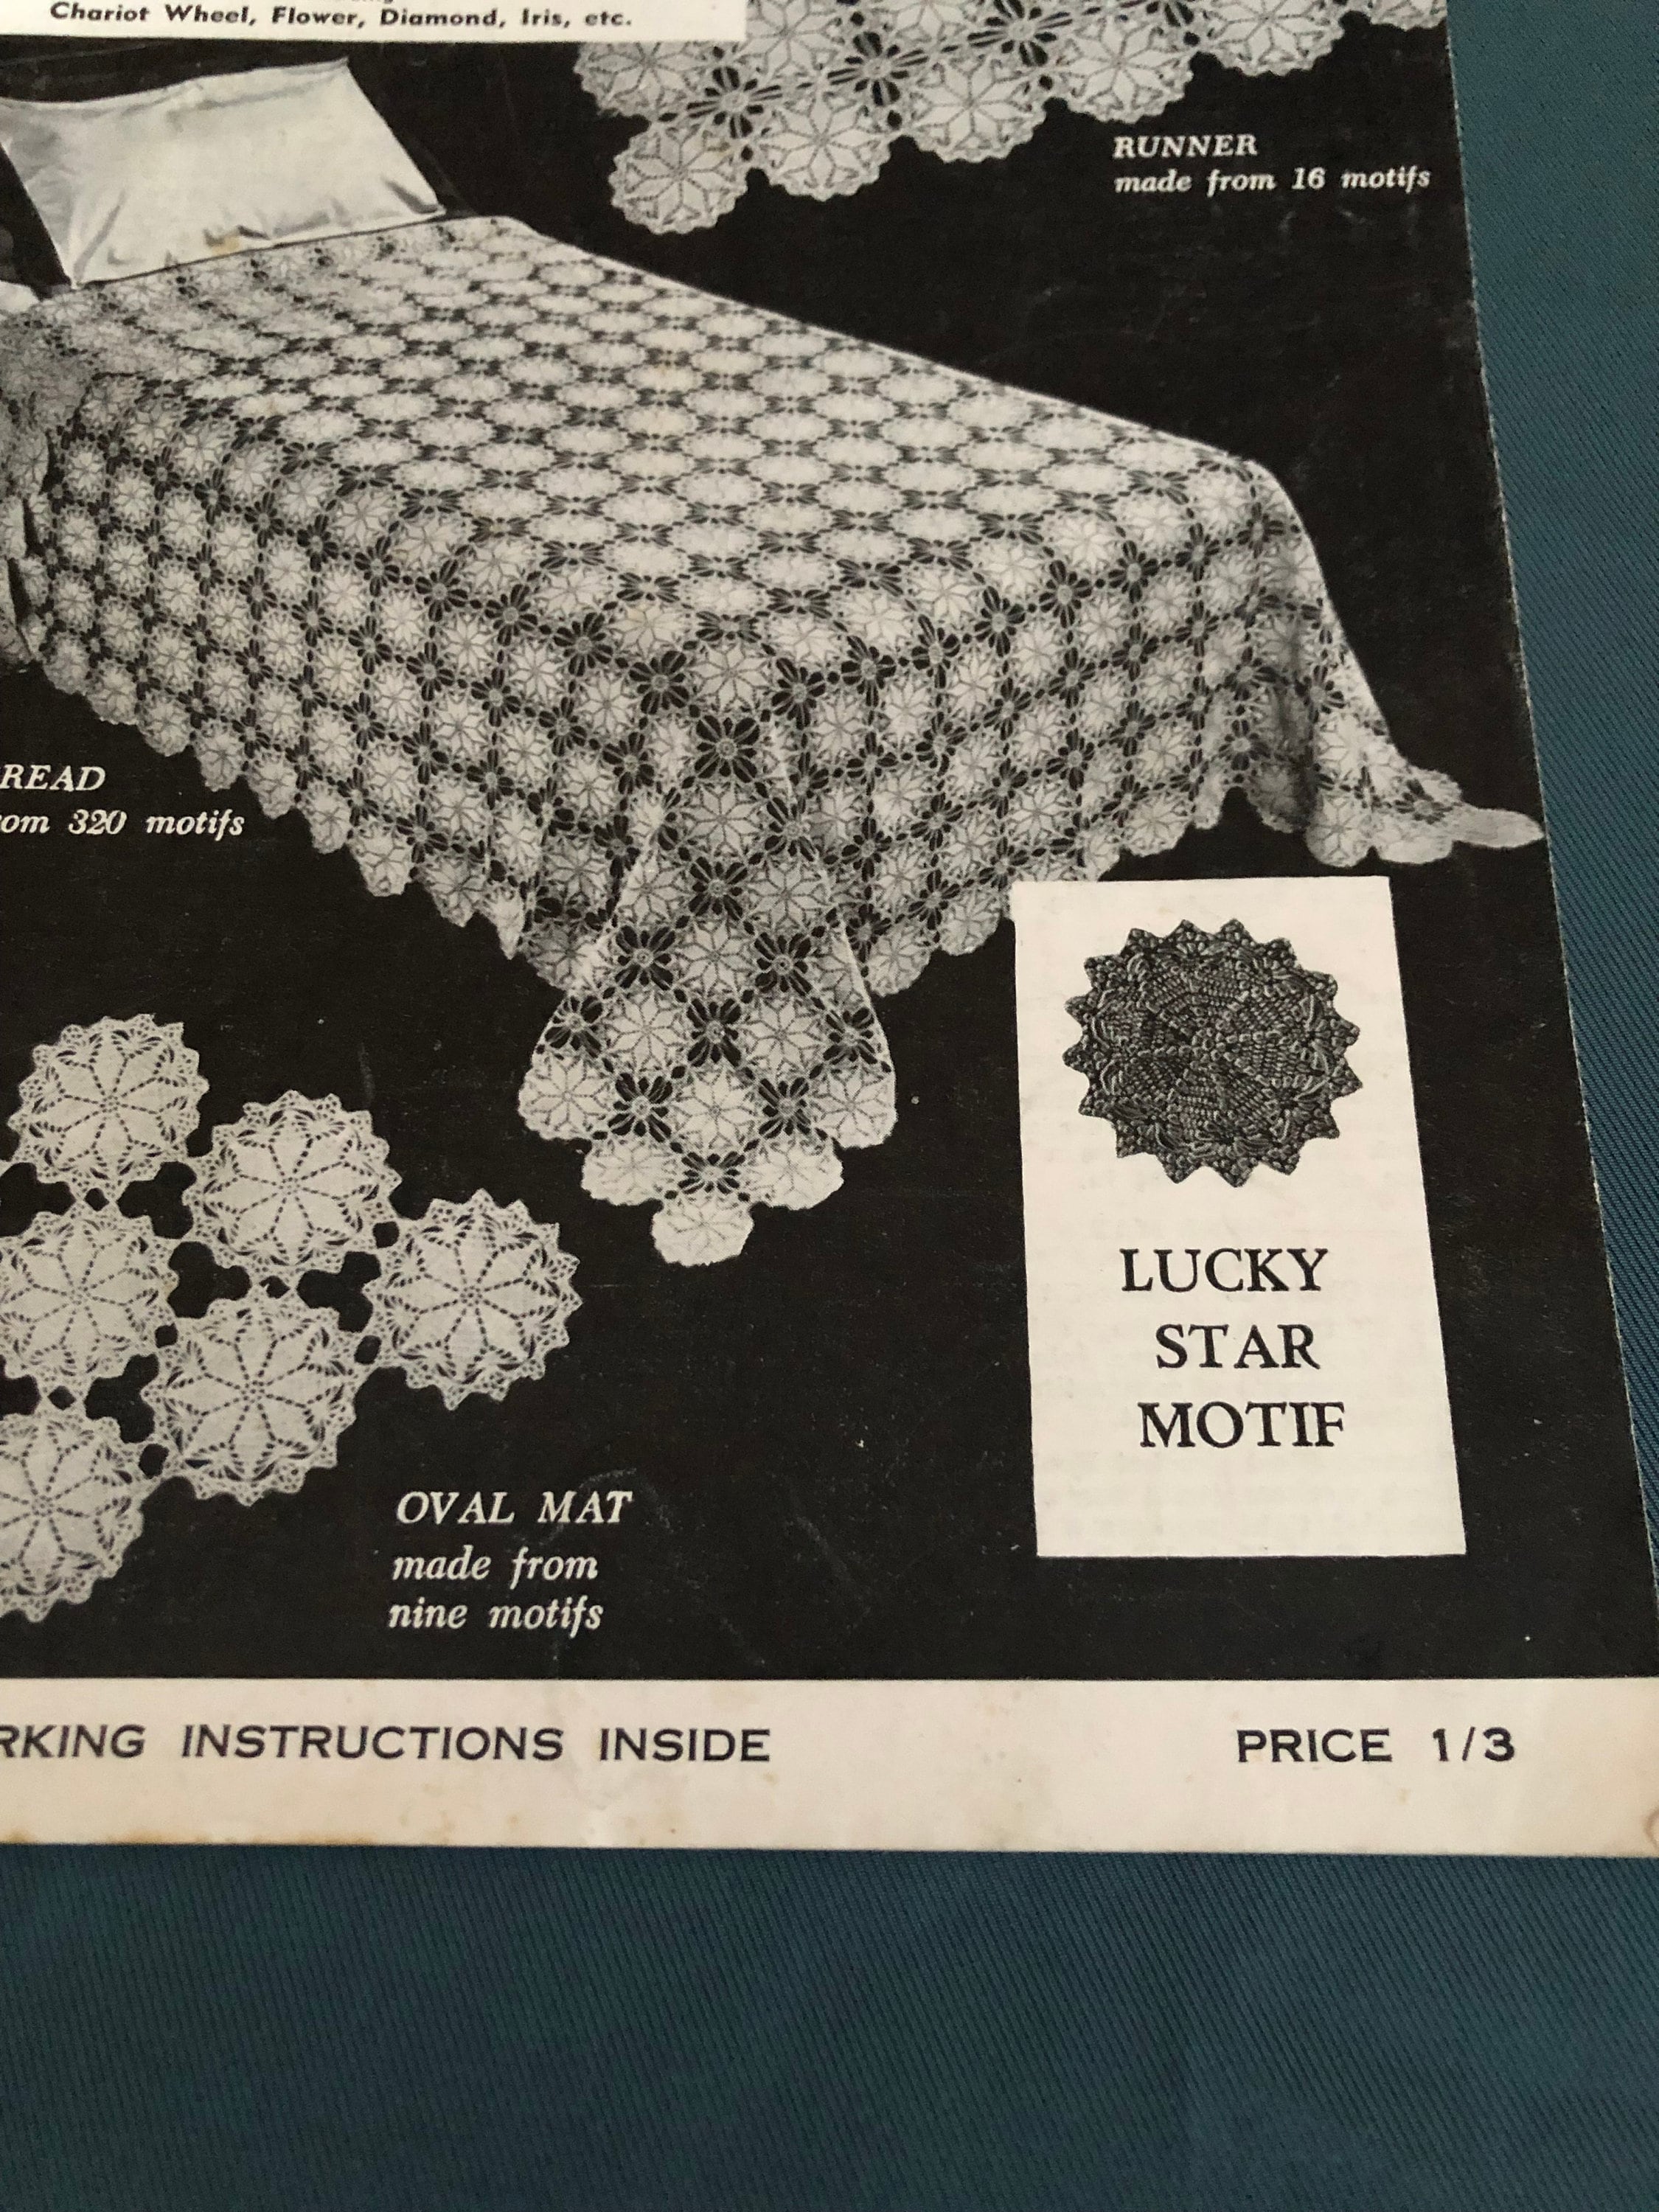 Chariot Wheel, Flower, Diamond, Iris, etc.
RUNNER
made from 16 motifs
READ
om 320 motifs
LUCKY
STAR
MOTIF
OVAL MAT
made from
nine motifs
RKING INSTRUCTIONS INSIDE
PRICE 1/3